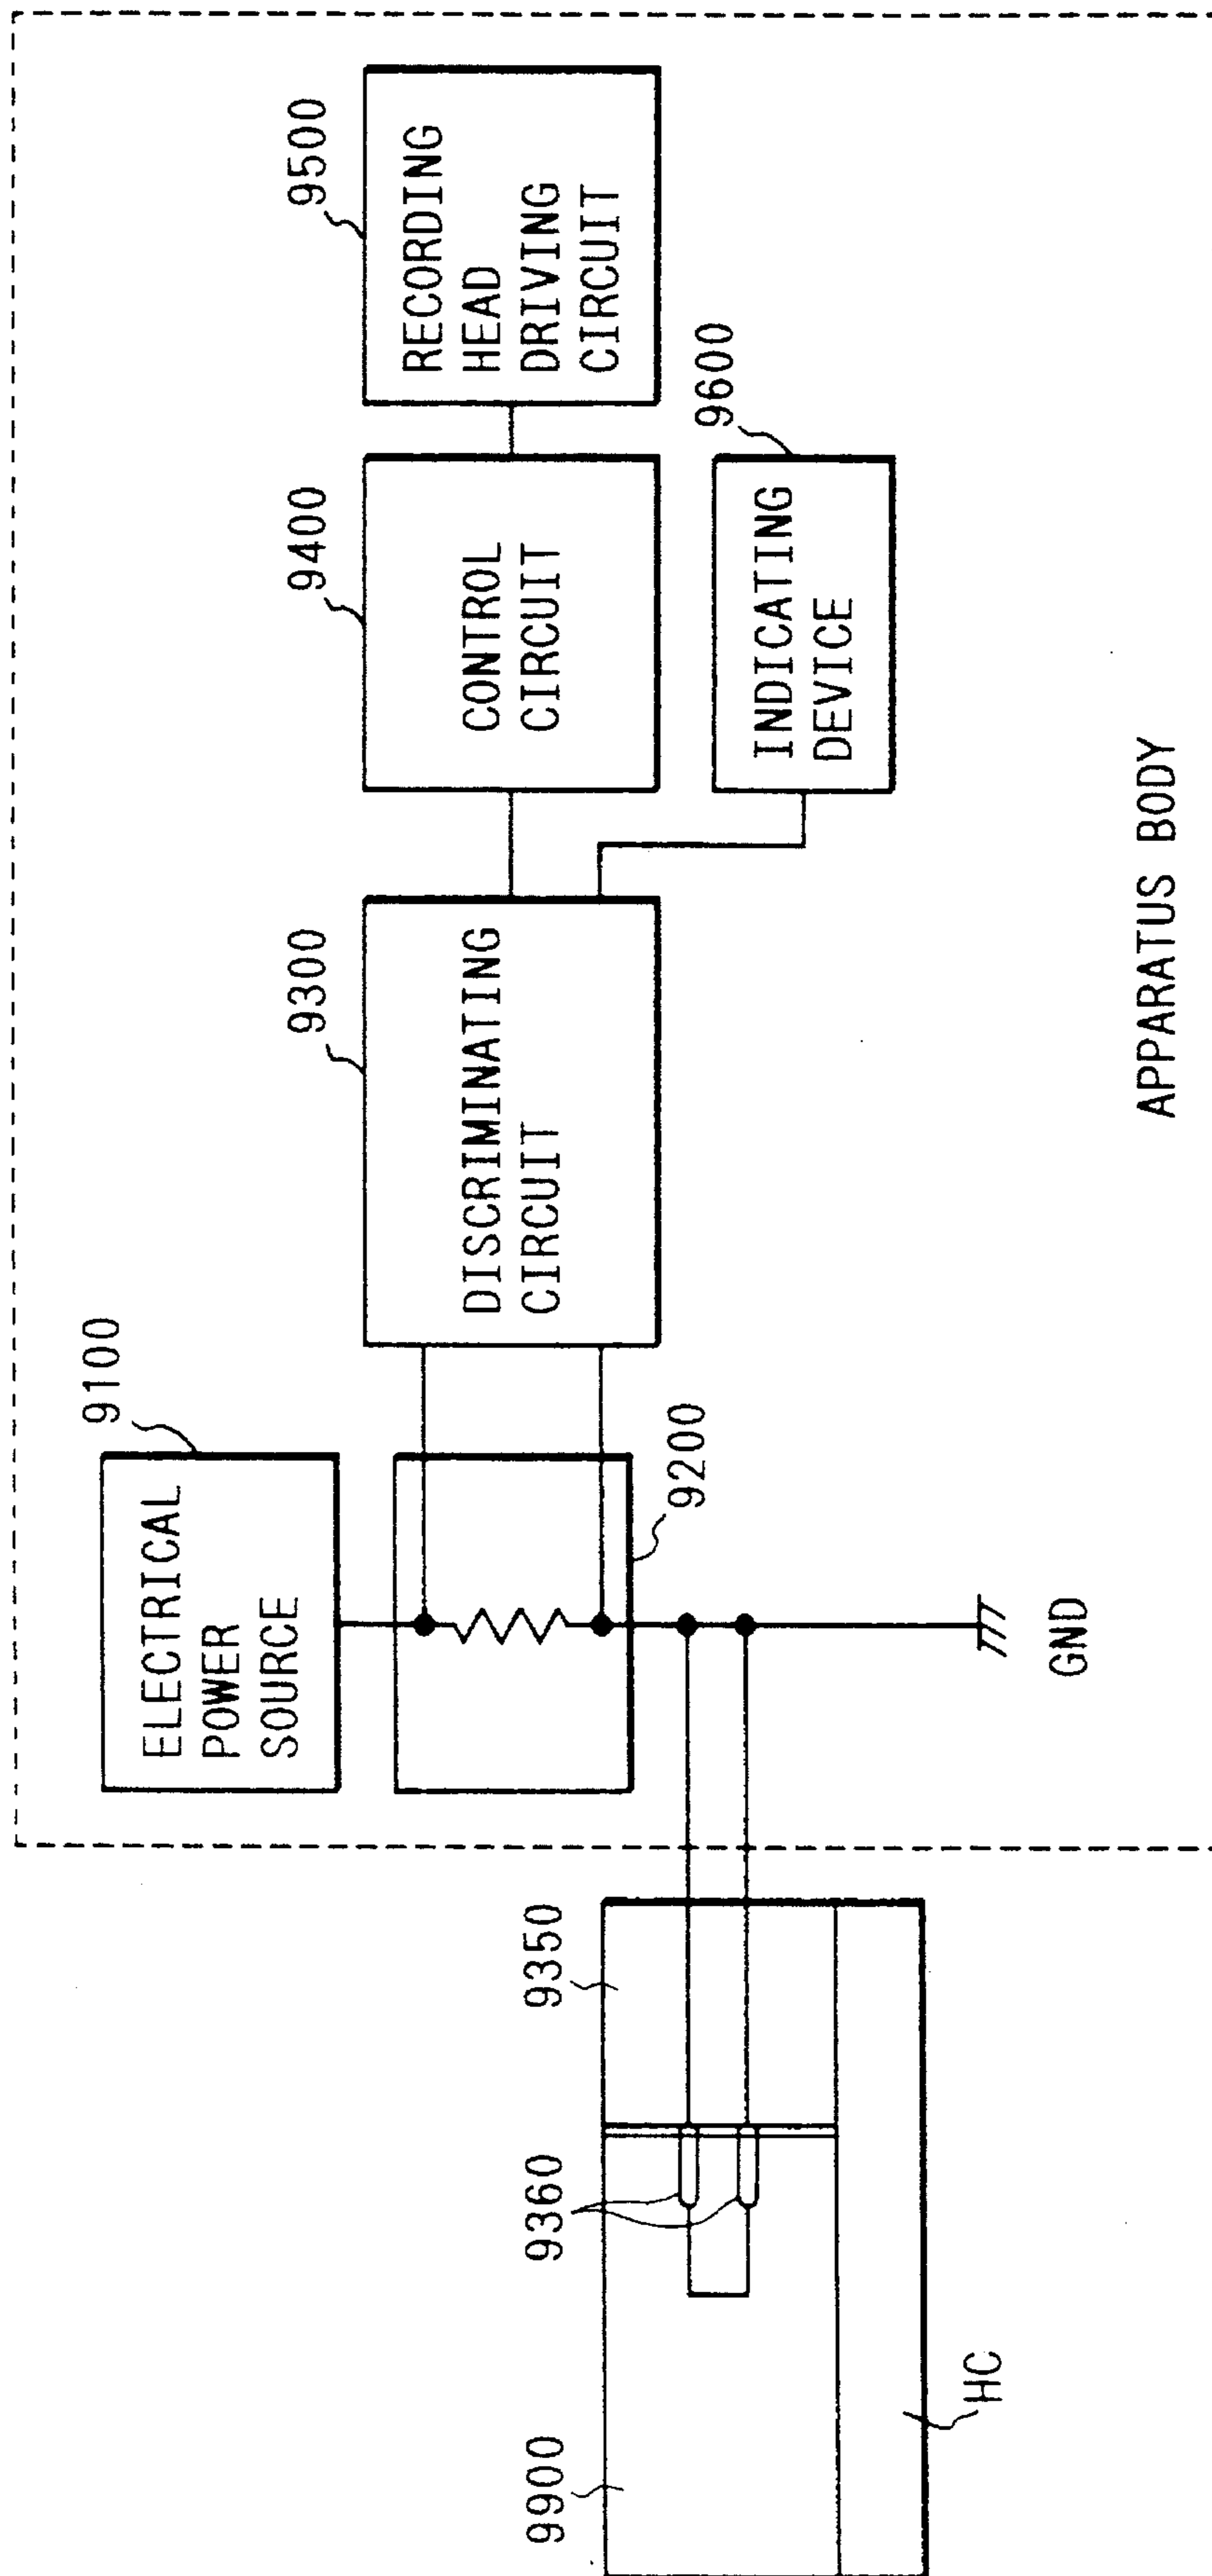 9100
ELECTRICAL
POWER
SOURCE
9200
9300
DISCRIMINATING
CIRCUIT
9400
CONTROL
CIRCUIT
9500
RECORDING
HEAD
DRIVING
CIRCUIT
9600
INDICATING
DEVICE
GND
APPARATUS BODY
9900
9360
9350
HC